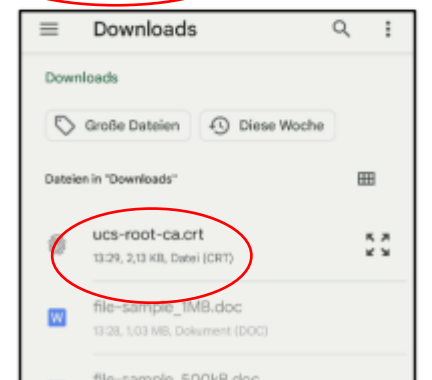 Downloads
Downloads
Große Dateien
Diese Woche
Dateien in "Downloads"
ucs-root-ca.crt
13:29, 2,13 KB, Datei (CRT)
W
file-sample_1MB.doc
13:28, 1,03 MB, Dokument (DOC)
file-sample_500kB.doc